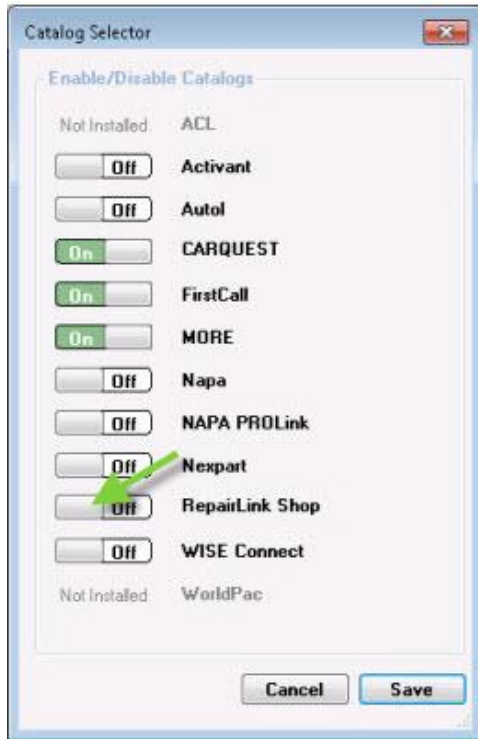 Catalog Selector
Enable/Disable Catalogs
Not Installed ACL
Off Activant
Off AutoI
On CARQUEST
On FirstCall
On MORE
Off Napa
Off NAPA PROLink
Off Nexpart
Off RepairLink Shop
Off WISE Connect
Not Installed WorldPac
Cancel Save